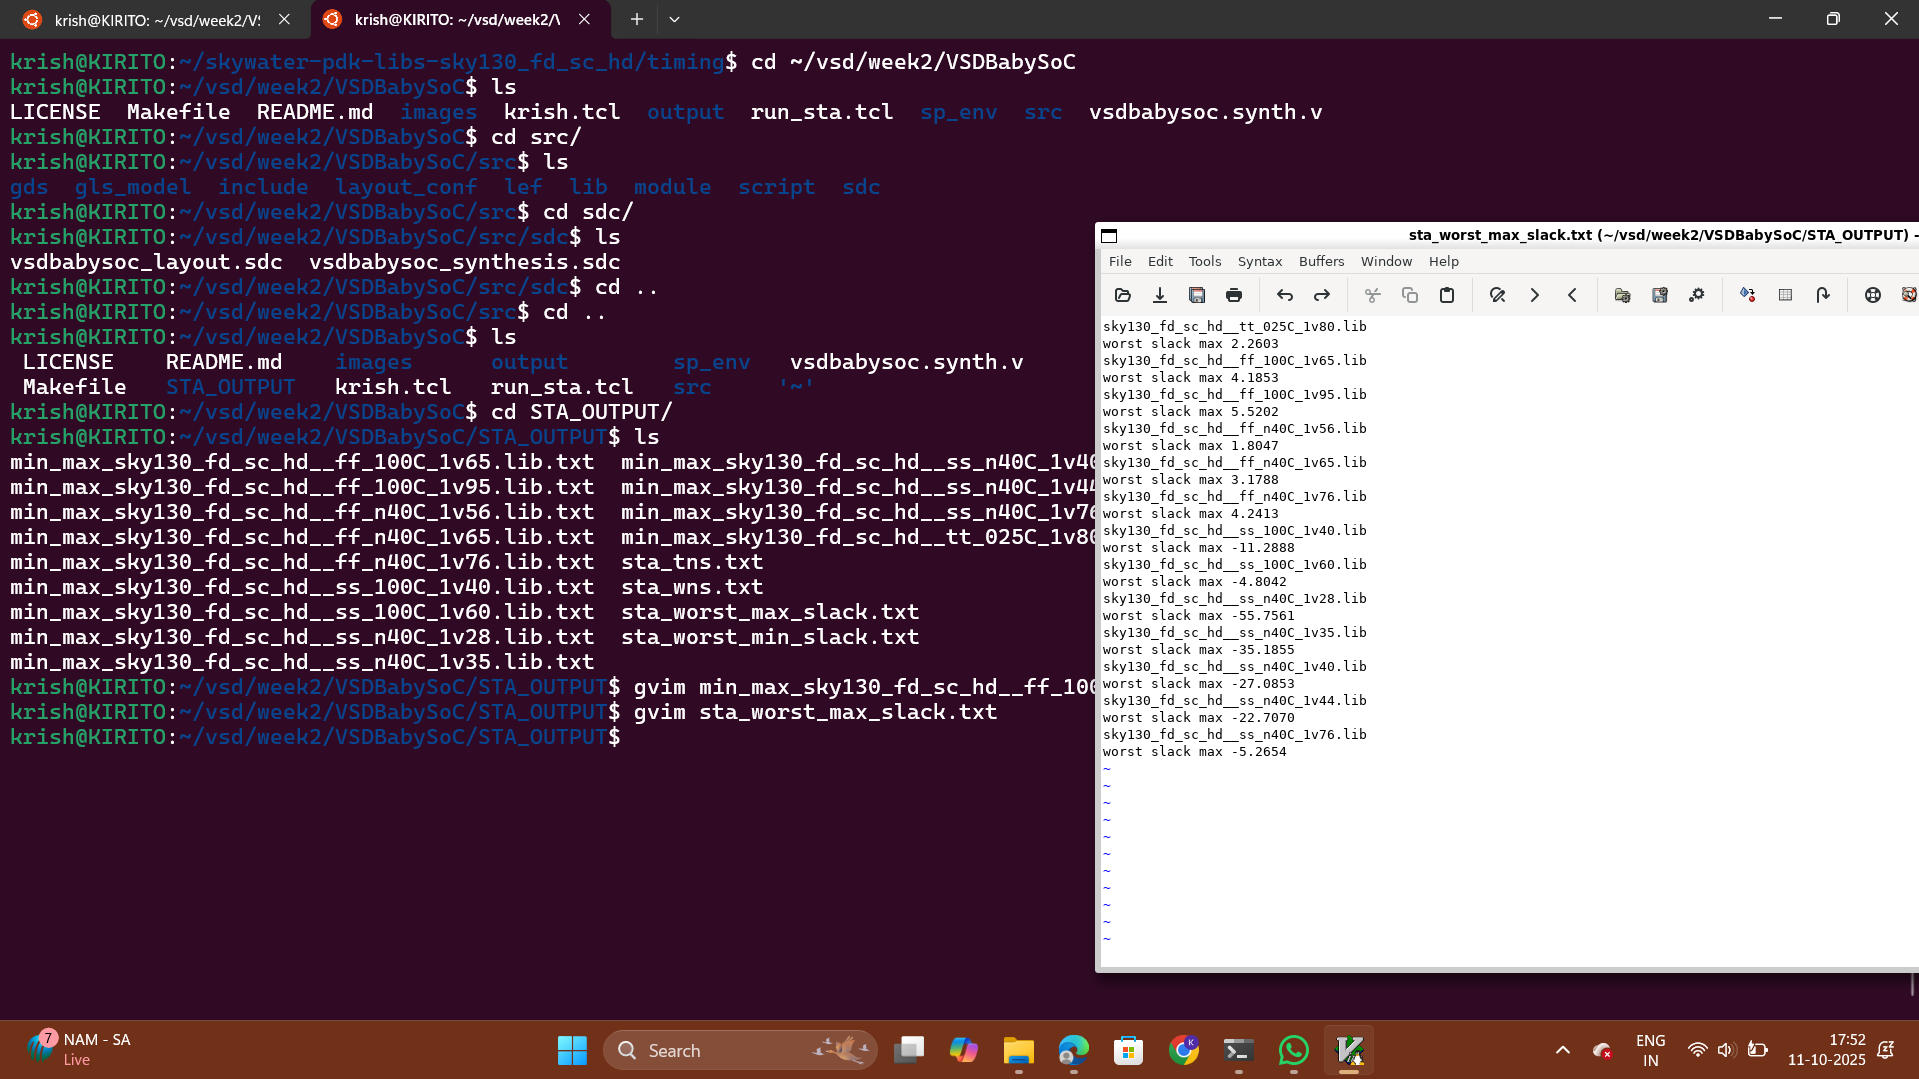 krish@KIRITO: ~/vsd/week2/VS
krish@KIRITO: ~/vsd/week2/\
krish@KIRITO:~/skywater-pdk-libs-sky130_fd_sc_hd/timing$ cd ~/vsd/week2/VSDBabySoC
krish@KIRITO:~/vsd/week2/VSDBabySoC$ ls
LICENSE  Makefile  README.md  images  krish.tcl  output  run_sta.tcl  sp_env  src  vsdbabysoc.synth.v
krish@KIRITO:~/vsd/week2/VSDBabySoC$ cd src/
krish@KIRITO:~/vsd/week2/VSDBabySoC/src$ ls
gds  gls_model  include  layout_conf  lef  lib  module  script  sdc
krish@KIRITO:~/vsd/week2/VSDBabySoC/src$ cd sdc/
krish@KIRITO:~/vsd/week2/VSDBabySoC/src/sdc$ ls
vsdbabysoc_layout.sdc  vsdbabysoc_synthesis.sdc
krish@KIRITO:~/vsd/week2/VSDBabySoC/src/sdc$ cd ..
krish@KIRITO:~/vsd/week2/VSDBabySoC/src$ cd ..
krish@KIRITO:~/vsd/week2/VSDBabySoC$ ls
LICENSE    README.md    images      output        sp_env   vsdbabysoc.synth.v
Makefile   STA_OUTPUT   krish.tcl   run_sta.tcl   src     '~'
krish@KIRITO:~/vsd/week2/VSDBabySoC$ cd STA_OUTPUT/
krish@KIRITO:~/vsd/week2/VSDBabySoC/STA_OUTPUT$ ls
min_max_sky130_fd_sc_hd__ff_100C_1v65.lib.txt  min_max_sky130_fd_sc_hd__ss_n40C_1v40
min_max_sky130_fd_sc_hd__ff_100C_1v95.lib.txt  min_max_sky130_fd_sc_hd__ss_n40C_1v44
min_max_sky130_fd_sc_hd__ff_n40C_1v56.lib.txt  min_max_sky130_fd_sc_hd__ss_n40C_1v76
min_max_sky130_fd_sc_hd__ff_n40C_1v65.lib.txt  min_max_sky130_fd_sc_hd__tt_025C_1v80
min_max_sky130_fd_sc_hd__ff_n40C_1v76.lib.txt  sta_tns.txt
min_max_sky130_fd_sc_hd__ss_100C_1v40.lib.txt  sta_wns.txt
min_max_sky130_fd_sc_hd__ss_100C_1v60.lib.txt  sta_worst_max_slack.txt
min_max_sky130_fd_sc_hd__ss_n40C_1v28.lib.txt  sta_worst_min_slack.txt
min_max_sky130_fd_sc_hd__ss_n40C_1v35.lib.txt
krish@KIRITO:~/vsd/week2/VSDBabySoC/STA_OUTPUT$ gvim min_max_sky130_fd_sc_hd__ff_100
krish@KIRITO:~/vsd/week2/VSDBabySoC/STA_OUTPUT$ gvim sta_worst_max_slack.txt
krish@KIRITO:~/vsd/week2/VSDBabySoC/STA_OUTPUT$
sta_worst_max_slack.txt (~/vsd/week2/VSDBabySoC/STA_OUTPUT) -
File  Edit  Tools  Syntax  Buffers  Window  Help
sky130_fd_sc_hd__tt_025C_1v80.lib
worst slack max 2.2603
sky130_fd_sc_hd__ff_100C_1v65.lib
worst slack max 4.1853
sky130_fd_sc_hd__ff_100C_1v95.lib
worst slack max 5.5202
sky130_fd_sc_hd__ff_n40C_1v56.lib
worst slack max 1.8047
sky130_fd_sc_hd__ff_n40C_1v65.lib
worst slack max 3.1788
sky130_fd_sc_hd__ff_n40C_1v76.lib
worst slack max 4.2413
sky130_fd_sc_hd__ss_100C_1v40.lib
worst slack max -11.2888
sky130_fd_sc_hd__ss_100C_1v60.lib
worst slack max -4.8042
sky130_fd_sc_hd__ss_n40C_1v28.lib
worst slack max -55.7561
sky130_fd_sc_hd__ss_n40C_1v35.lib
worst slack max -35.1855
sky130_fd_sc_hd__ss_n40C_1v40.lib
worst slack max -27.0853
sky130_fd_sc_hd__ss_n40C_1v44.lib
worst slack max -22.7070
sky130_fd_sc_hd__ss_n40C_1v76.lib
worst slack max -5.2654
~
~
~
~
~
~
~
~
~
~
~
7
NAM - SA
Live
Search
K
ENG
IN
17:52
11-10-2025